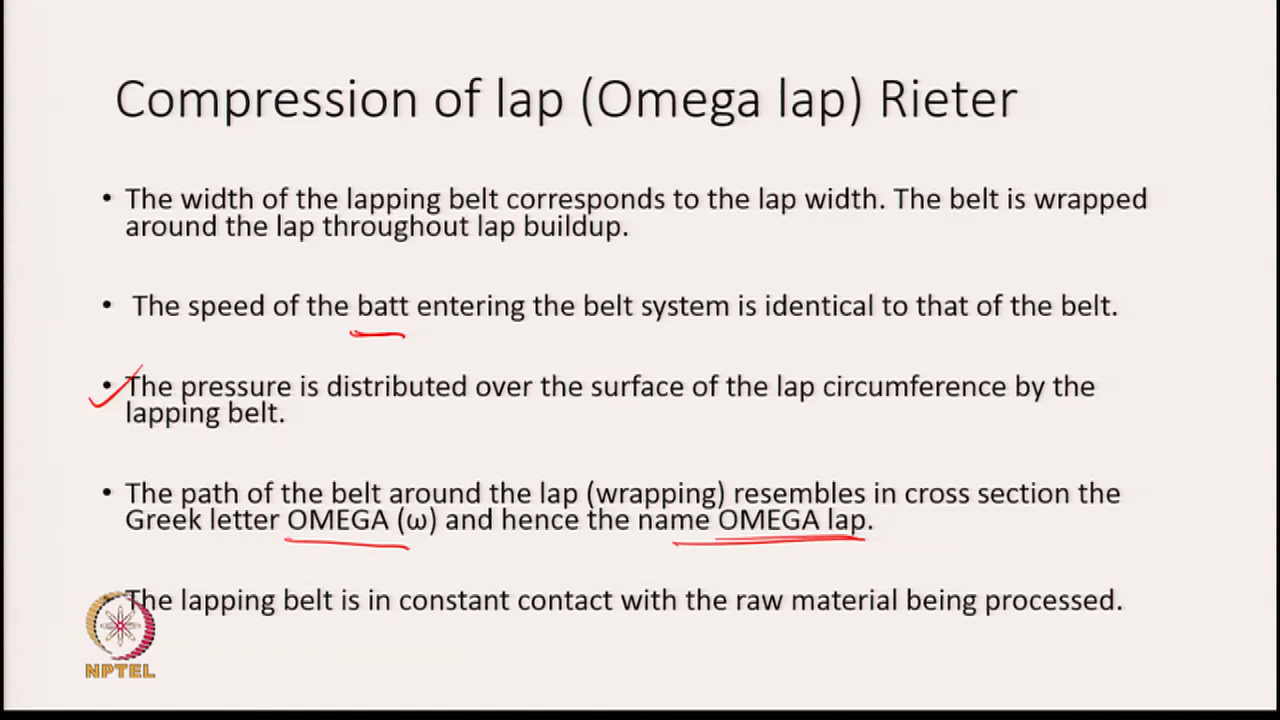 Compression of lap (Omega lap) Rieter
• The width of the lapping belt corresponds to the lap width. The belt is wrapped
around the lap throughout lap buildup.
• The speed of the batt entering the belt system is identical to that of the belt.
• The pressure is distributed over the surface of the lap circumference by the
lapping belt.
• The path of the belt around the lap (wrapping) resembles in cross section the
Greek letter OMEGA (ω) and hence the name OMEGA lap.
The lapping belt is in constant contact with the raw material being processed.
NPTEL